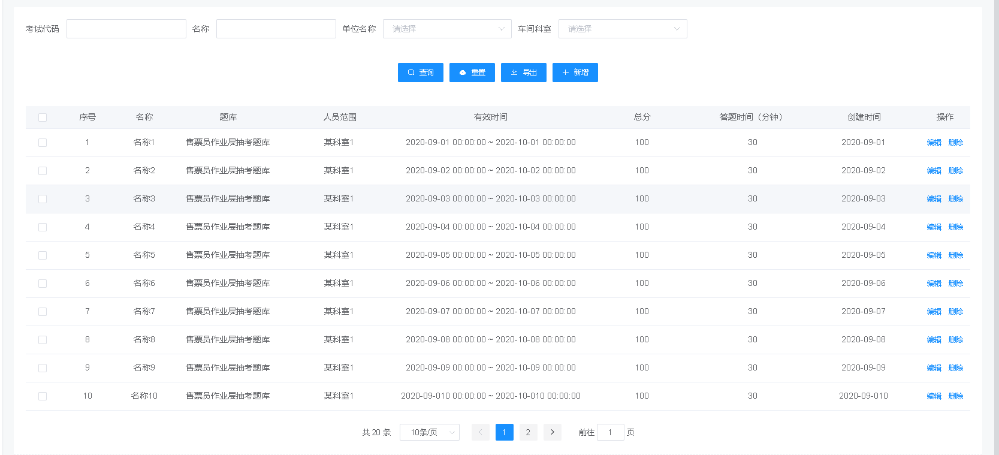 考试代码 名称 单位名称 请选择 车间科室 请选择
查询 重置 导出 新增
序号 名称 题库 人员范围 有效时间 总分 答题时间（分钟） 创建时间 操作
1 名称1 售票员作业层抽考题库 某科室1 2020-09-01 00:00:00 ~ 2020-10-01 00:00:00 100 30 2020-09-01 编辑 删除
2 名称2 售票员作业层抽考题库 某科室1 2020-09-02 00:00:00 ~ 2020-10-02 00:00:00 100 30 2020-09-02 编辑 删除
3 名称3 售票员作业层抽考题库 某科室1 2020-09-03 00:00:00 ~ 2020-10-03 00:00:00 100 30 2020-09-03 编辑 删除
4 名称4 售票员作业层抽考题库 某科室1 2020-09-04 00:00:00 ~ 2020-10-04 00:00:00 100 30 2020-09-04 编辑 删除
5 名称5 售票员作业层抽考题库 某科室1 2020-09-05 00:00:00 ~ 2020-10-05 00:00:00 100 30 2020-09-05 编辑 删除
6 名称6 售票员作业层抽考题库 某科室1 2020-09-06 00:00:00 ~ 2020-10-06 00:00:00 100 30 2020-09-06 编辑 删除
7 名称7 售票员作业层抽考题库 某科室1 2020-09-07 00:00:00 ~ 2020-10-07 00:00:00 100 30 2020-09-07 编辑 删除
8 名称8 售票员作业层抽考题库 某科室1 2020-09-08 00:00:00 ~ 2020-10-08 00:00:00 100 30 2020-09-08 编辑 删除
9 名称9 售票员作业层抽考题库 某科室1 2020-09-09 00:00:00 ~ 2020-10-09 00:00:00 100 30 2020-09-09 编辑 删除
10 名称10 售票员作业层抽考题库 某科室1 2020-09-010 00:00:00 ~ 2020-10-010 00:00:00 100 30 2020-09-010 编辑 删除
共 20 条 10条/页 1 2 前往 1 页